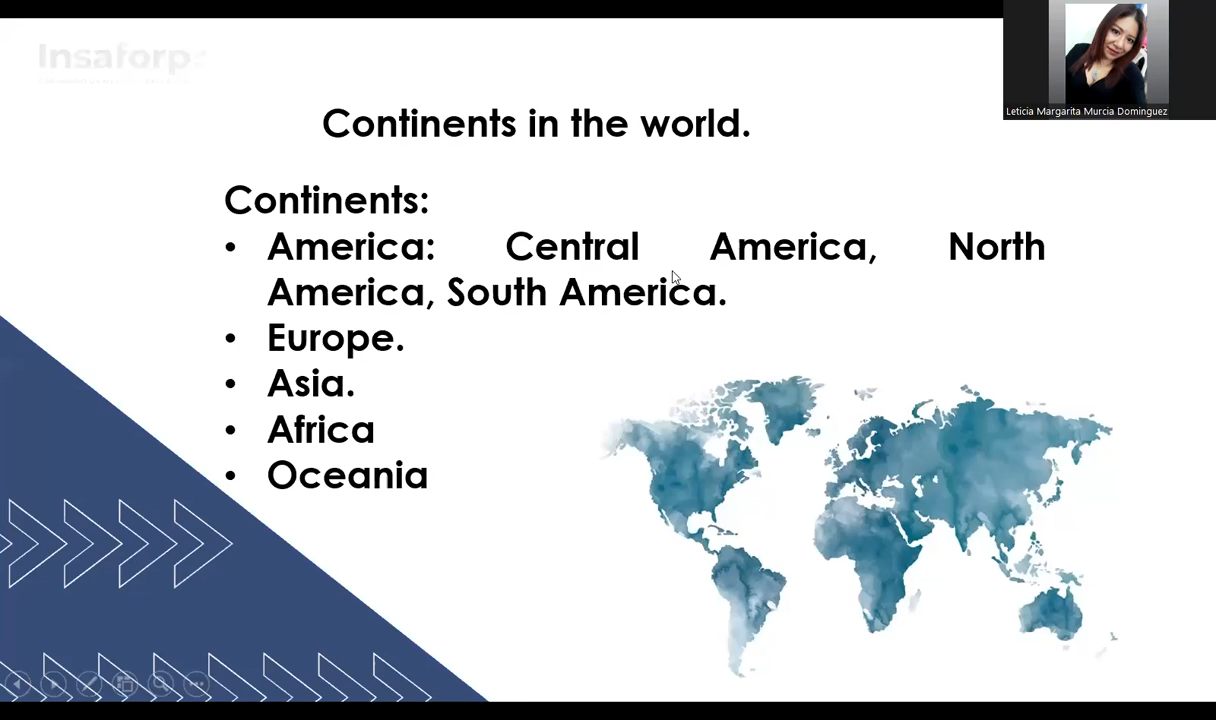 Insaforp
Leticia Margarita Murcia Dominguez
Continents in the world.
Continents:
• America: Central America, North
America, South America.
• Europe.
• Asia.
• Africa
• Oceania